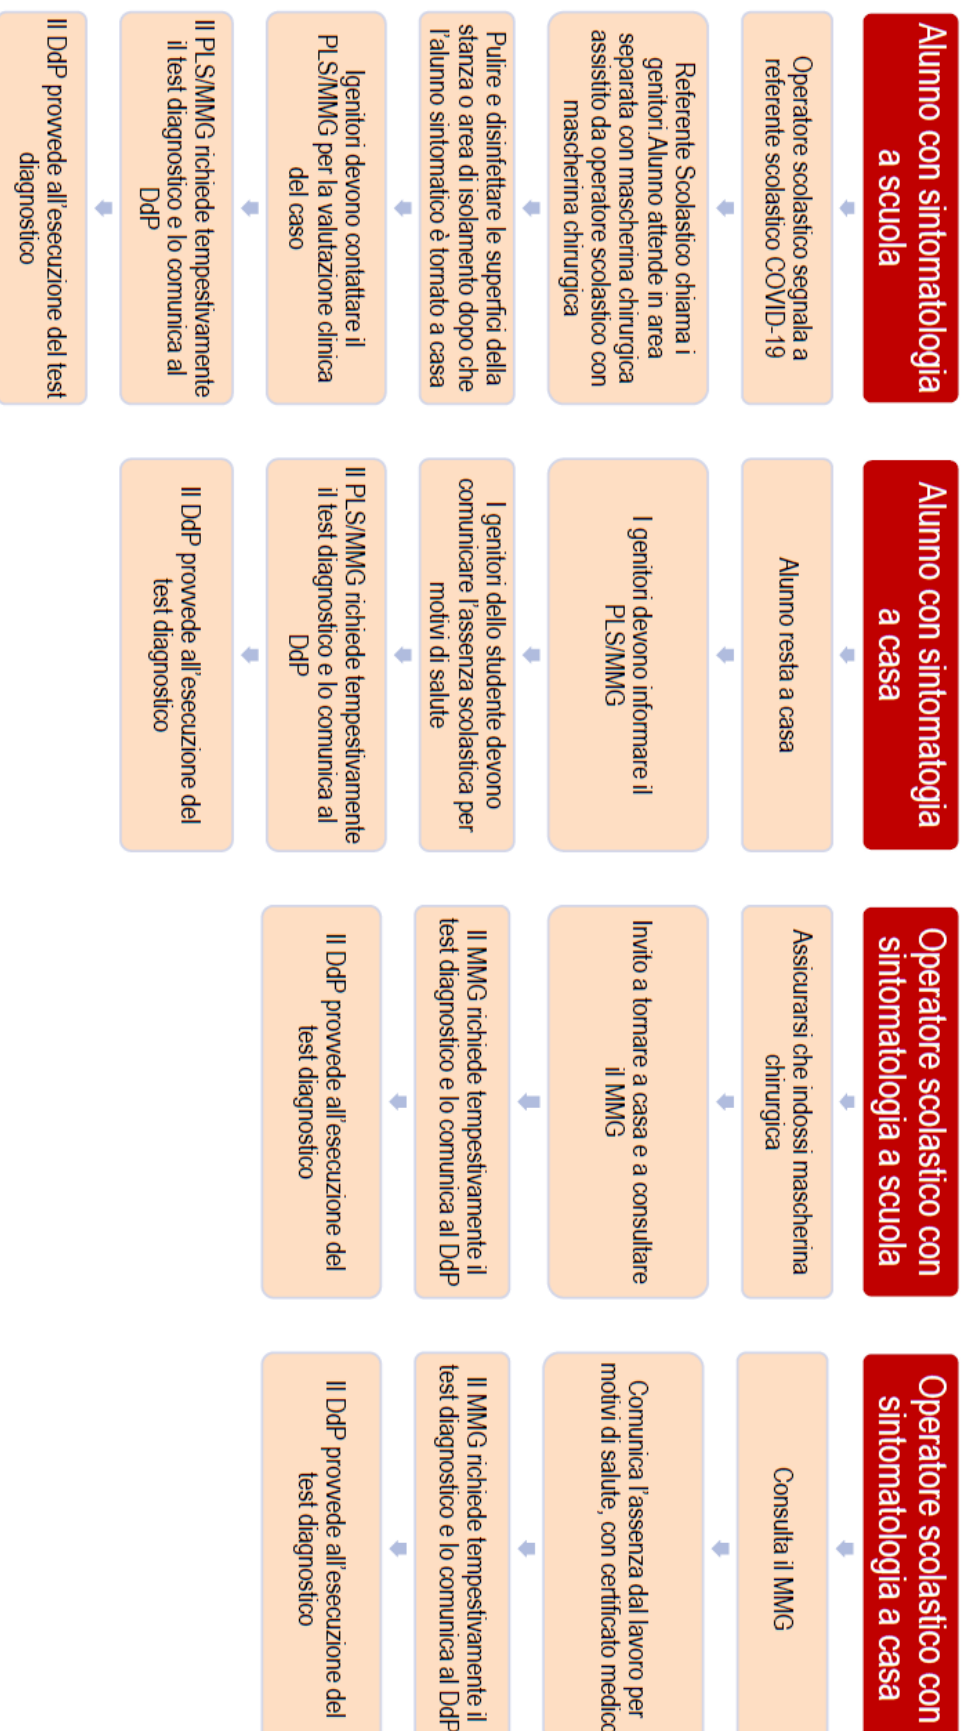 Alunno con sintomatologia
a scuola
Operatore scolastico segnala a
referente scolastico COVID-19
Referente Scolastico chiama i
genitori.Alunno attende in area
separata con mascherina chirurgica
assistito da operatore scolastico con
mascherina chirurgica
Pulire e disinfettare le superfici della
stanza o area di isolamento dopo che
l'alunno sintomatico è tornato a casa
Igenitori devono contattare il
PLS/MMG per la valutazione clinica
del caso
Il PLS/MMG richiede tempestivamente
il test diagnostico e lo comunica al
DdP
Il DdP provvede all'esecuzione del test
diagnostico
Alunno con sintomatogia
a casa
Alunno resta a casa
I genitori devono informare il
PLS/MMG
I genitori dello studente devono
comunicare l'assenza scolastica per
motivi di salute
Il PLS/MMG richiede tempestivamente
il test diagnostico e lo comunica al
DdP
Il DdP provvede all'esecuzione del
test diagnostico
Operatore scolastico con
sintomatologia a scuola
Assicurarsi che indossi mascherina
chirurgica
Invito a tornare a casa e a consultare
il MMG
Il MMG richiede tempestivamente il
test diagnostico e lo comunica al DdP
Il DdP provvede all'esecuzione del
test diagnostico
Operatore scolastico con
sintomatologia a casa
Consulta il MMG
Comunica l'assenza dal lavoro per
motivi di salute, con certificato medico
Il MMG richiede tempestivamente il
test diagnostico e lo comunica al DdP
Il DdP provvede all'esecuzione del
test diagnostico